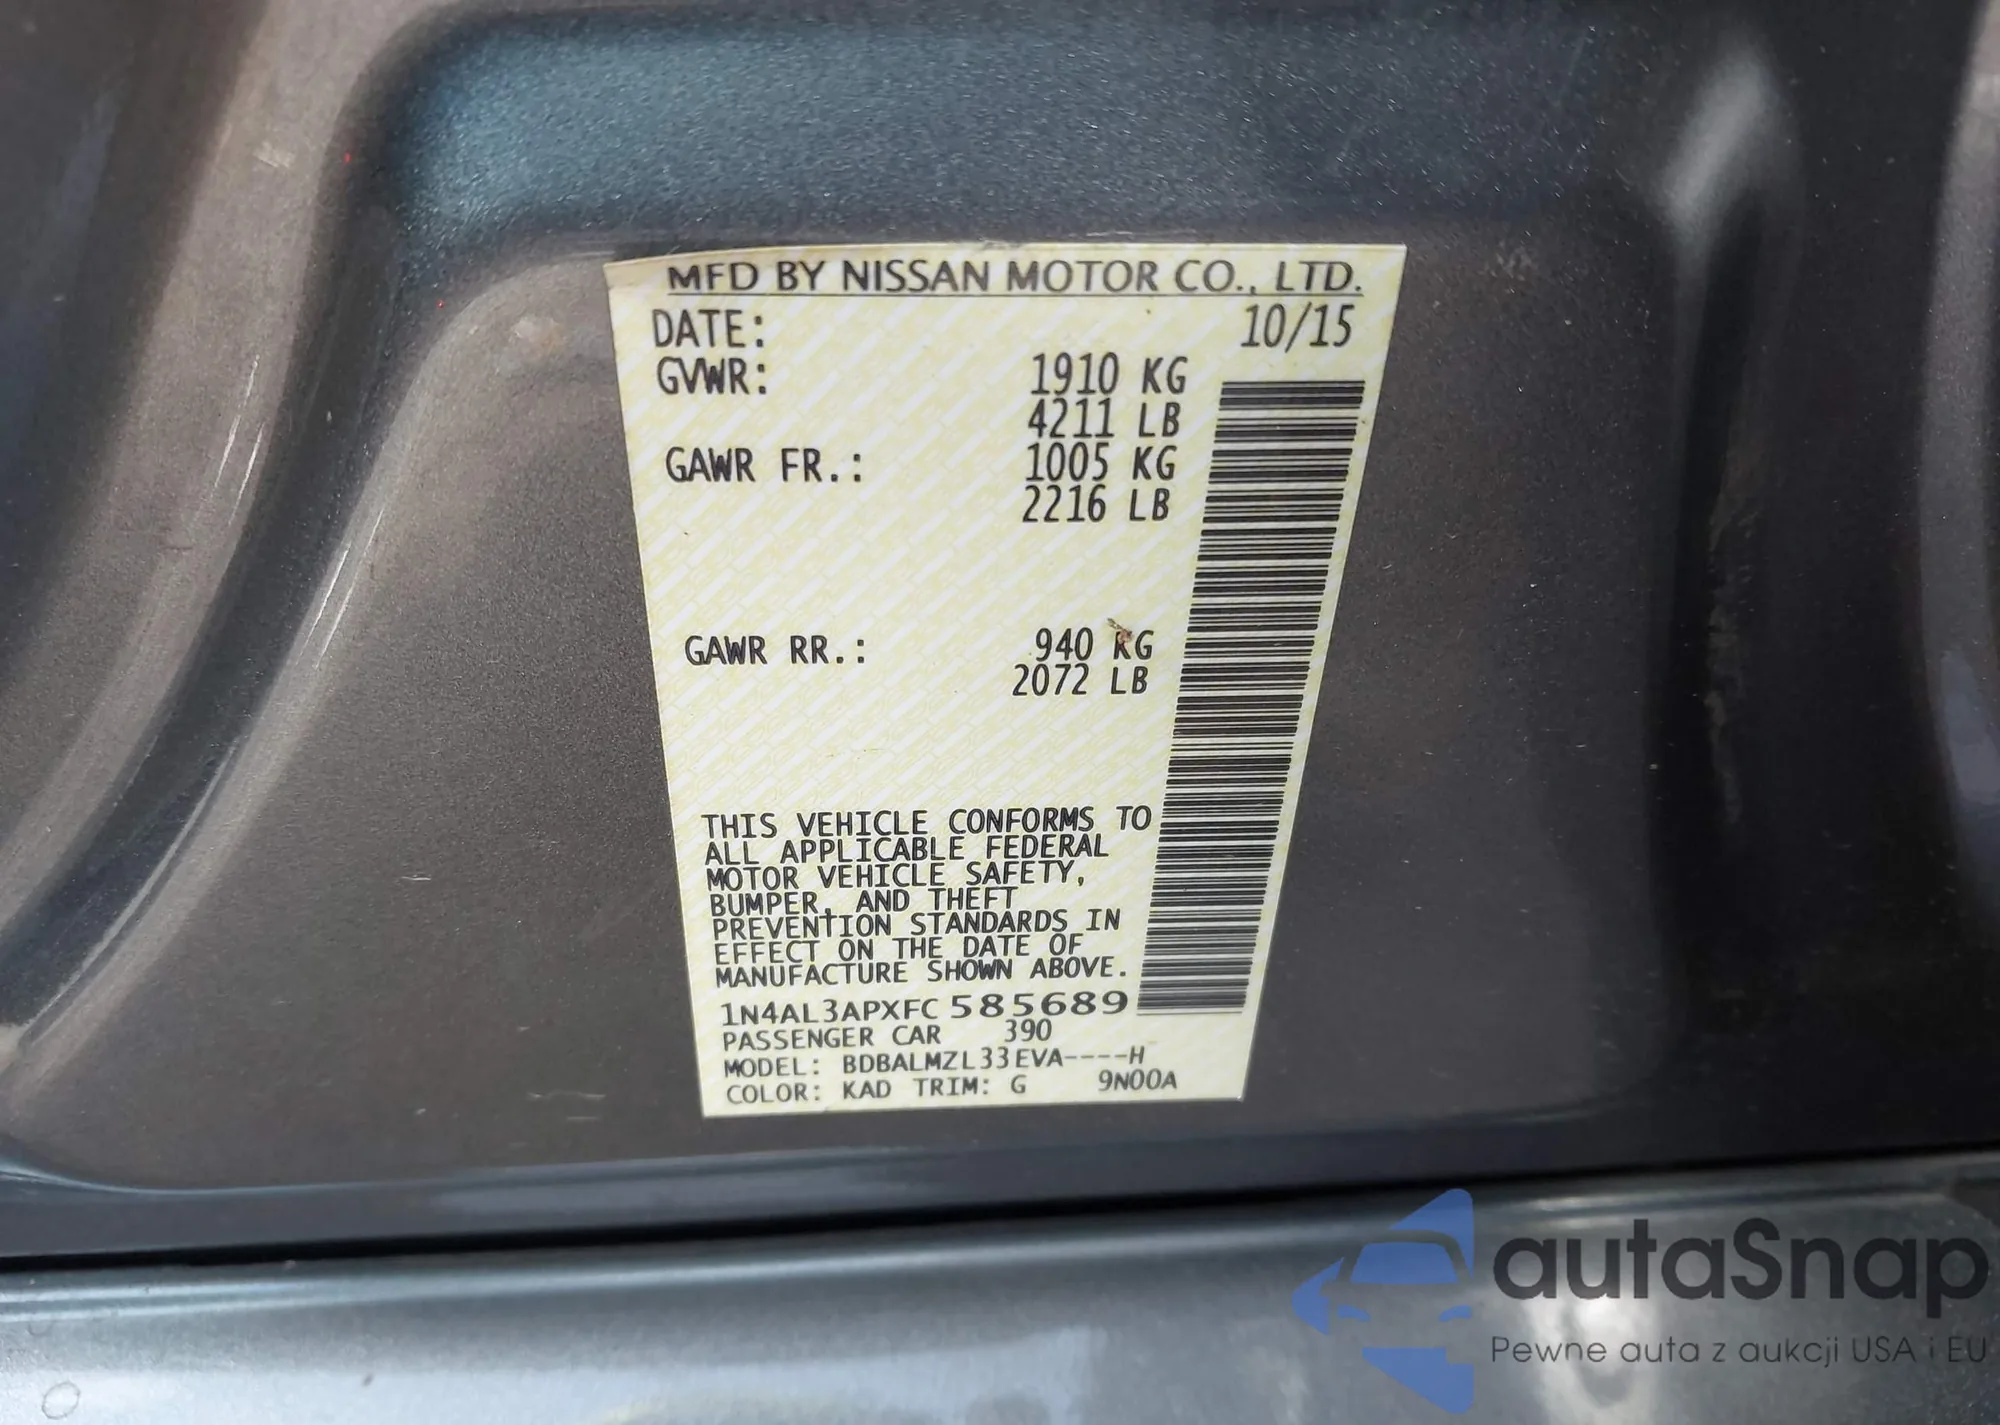 MFD BY NISSAN MOTOR CO., LTD.
DATE: 10/15
GVWR: 1910 KG
4211 LB
GAWR FR.: 1005 KG
2216 LB
GAWR RR.: 940 KG
2072 LB
THIS VEHICLE CONFORMS TO
ALL APPLICABLE FEDERAL
MOTOR VEHICLE SAFETY,
BUMPER, AND THEFT
PREVENTION STANDARDS IN
EFFECT ON THE DATE OF
MANUFACTURE SHOWN ABOVE.
1N4AL3APXFC585689
PASSENGER CAR 390
MODEL: BDBALMZL33EVA----H
COLOR: KAD TRIM: G 9N00A
autaSnap
Pewne auta z aukcji USA i EU